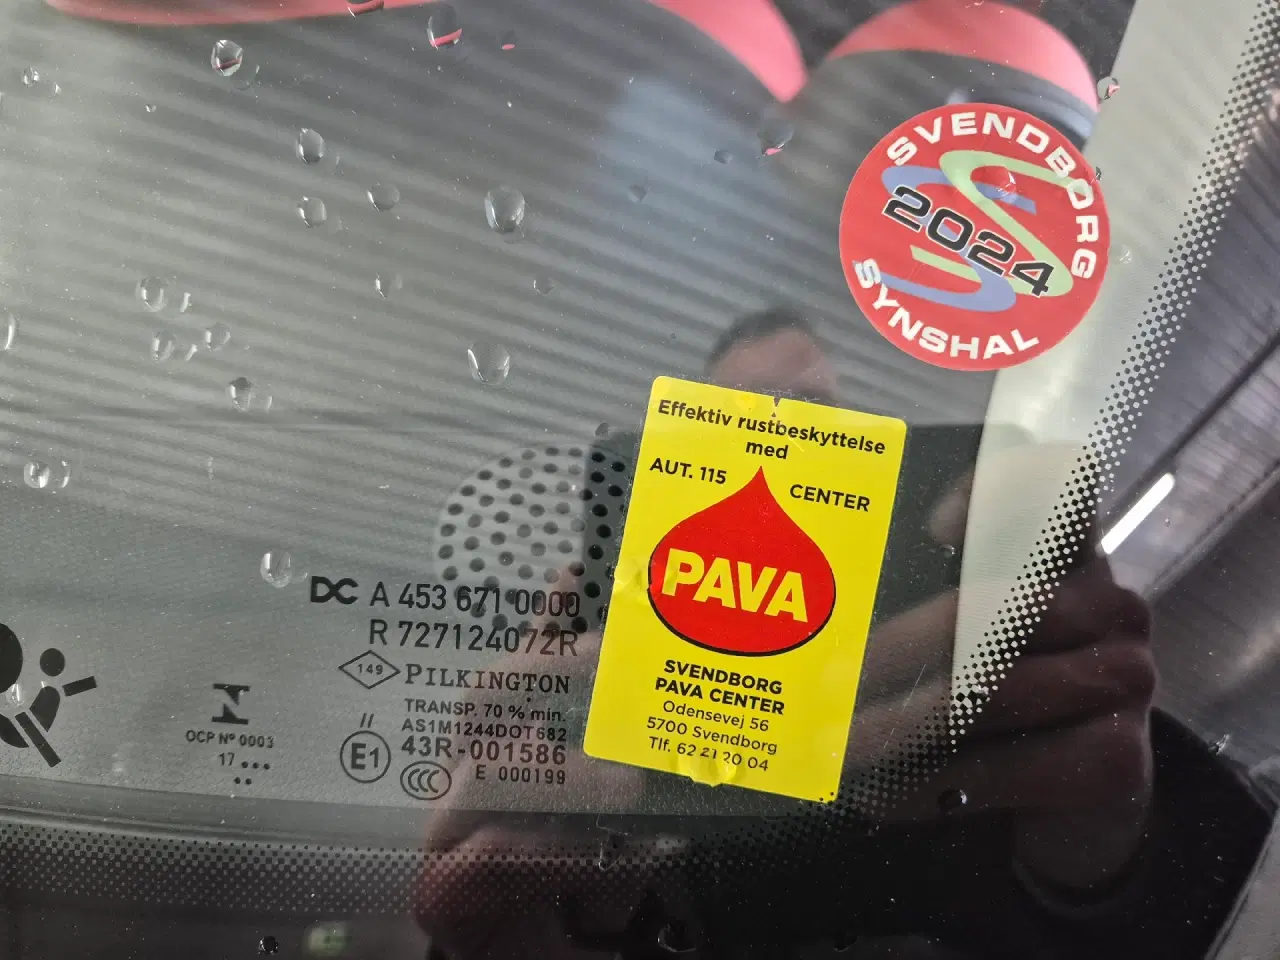 SVENDBORG
2024
SYNSHAL
Effektiv rustbeskyttelse
med
AUT. 115 CENTER
PAVA
SVENDBORG
PAVA CENTER
Odensevej 56
5700 Svendborg
Tlf. 62 21 20 04
DC A 453 671 0000
R 727124072R
149 PILKINGTON
TRANSP. 70 % min.
II AS1M1244DOT682
E1 43R-001586
CCC E 000199
OCP Nº 0003
17 •••
••